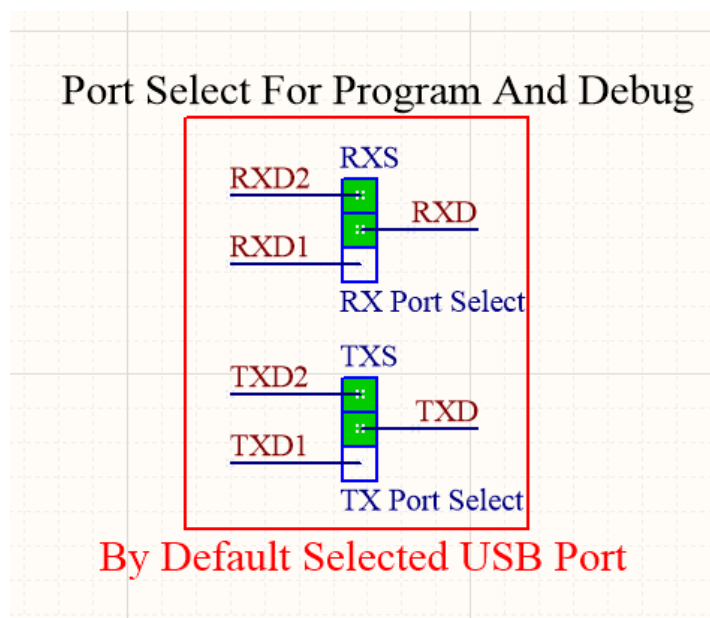 Port Select For Program And Debug
RXS
RXD2
RXD
RXD1
RX Port Select
TXS
TXD2
TXD
TXD1
TX Port Select
By Default Selected USB Port